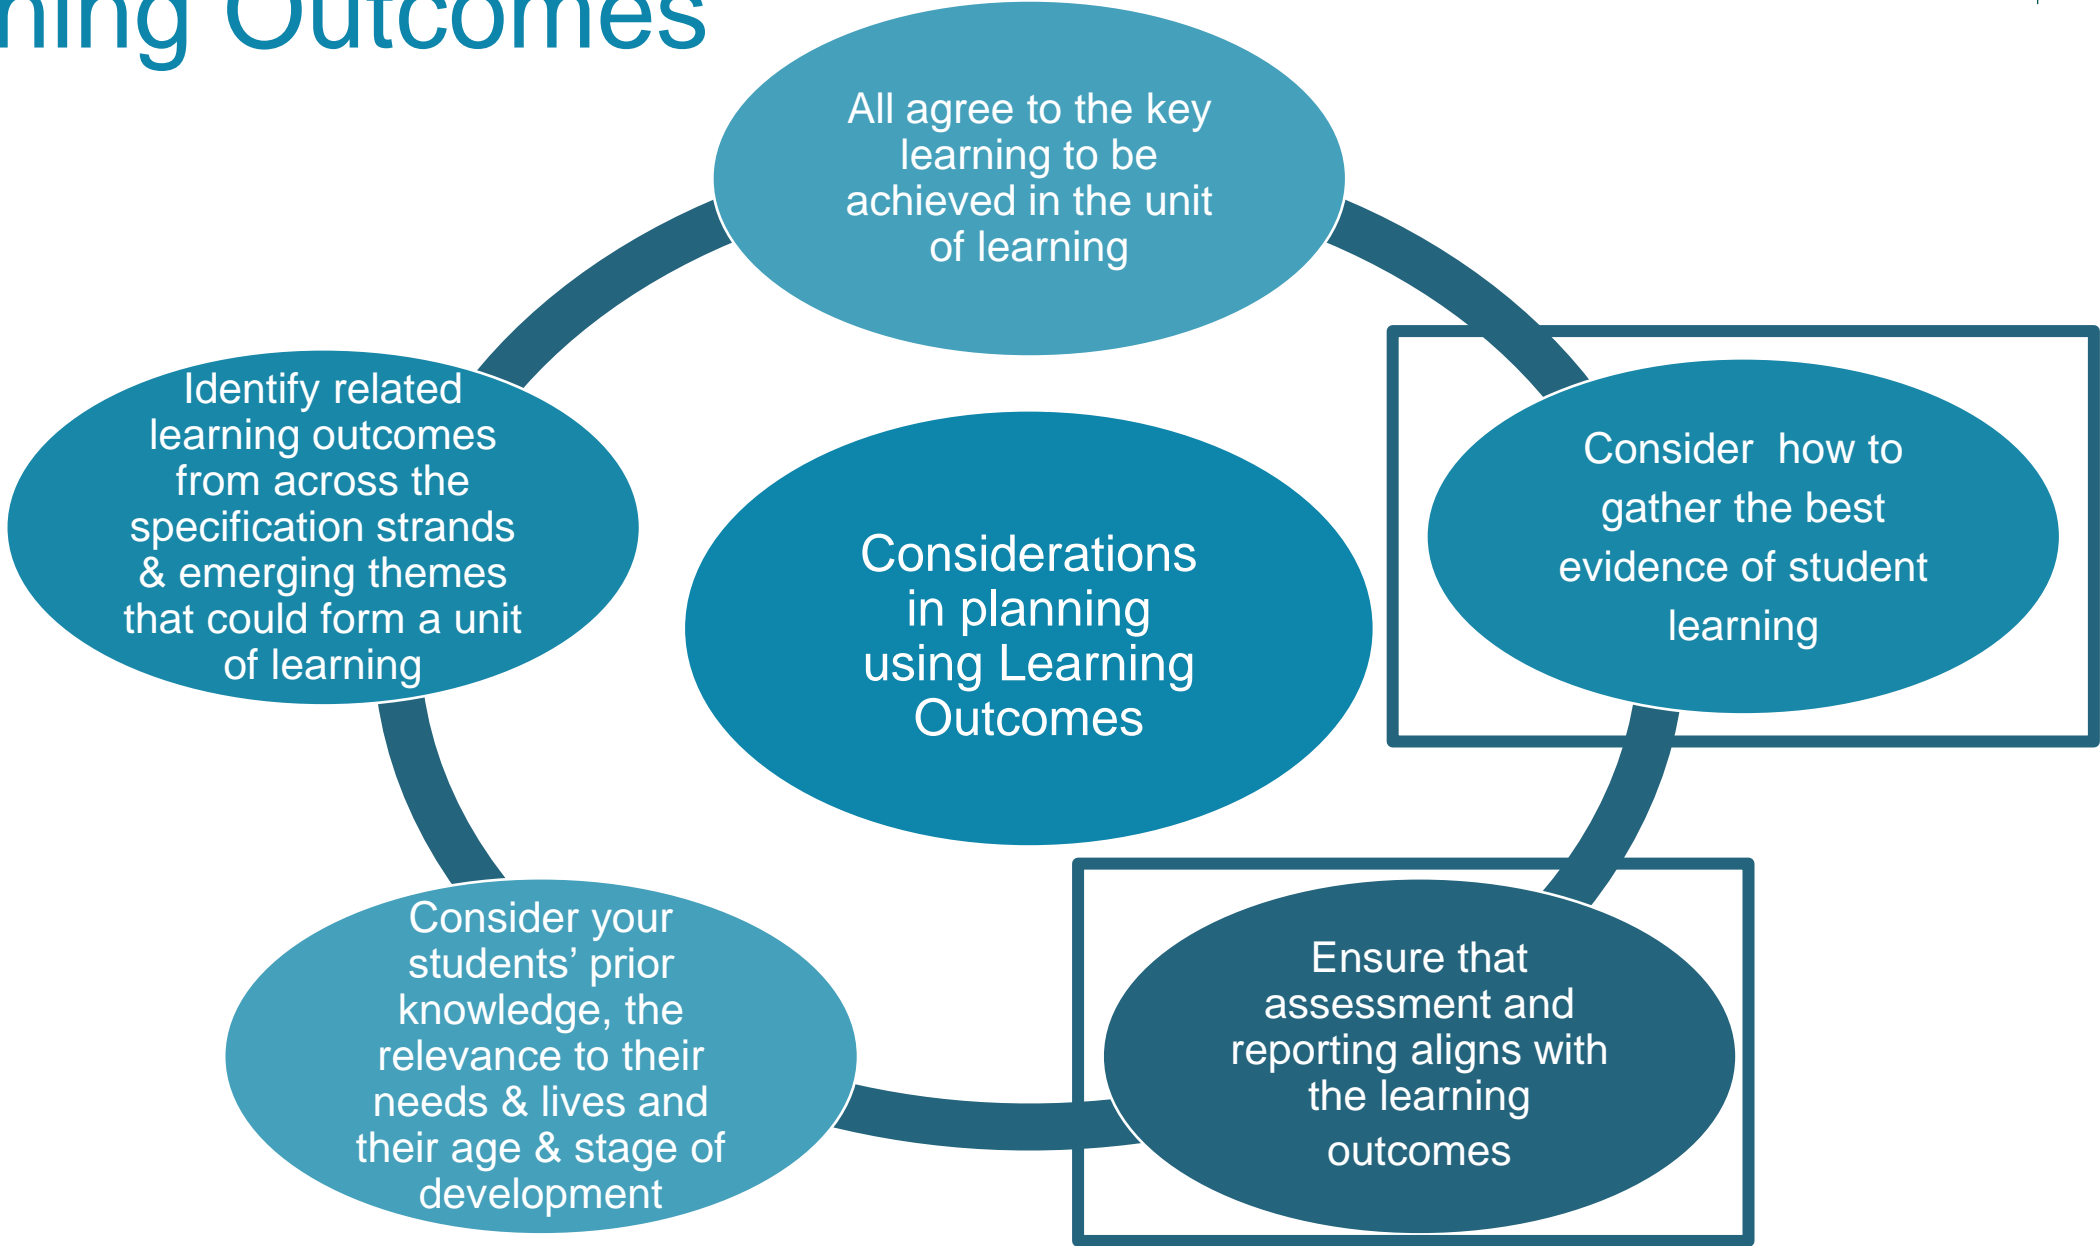 ning Outcomes
All agree to the key
learning to be
achieved in the unit
of learning
Consider  how to
gather the best
evidence of student
learning
Ensure that
assessment and
reporting aligns with
the learning
outcomes
Consider your
students’ prior
knowledge, the
relevance to their
needs & lives and
their age & stage of
development
Identify related
learning outcomes
from across the
specification strands
& emerging themes
that could form a unit
of learning
Considerations
in planning
using Learning
Outcomes